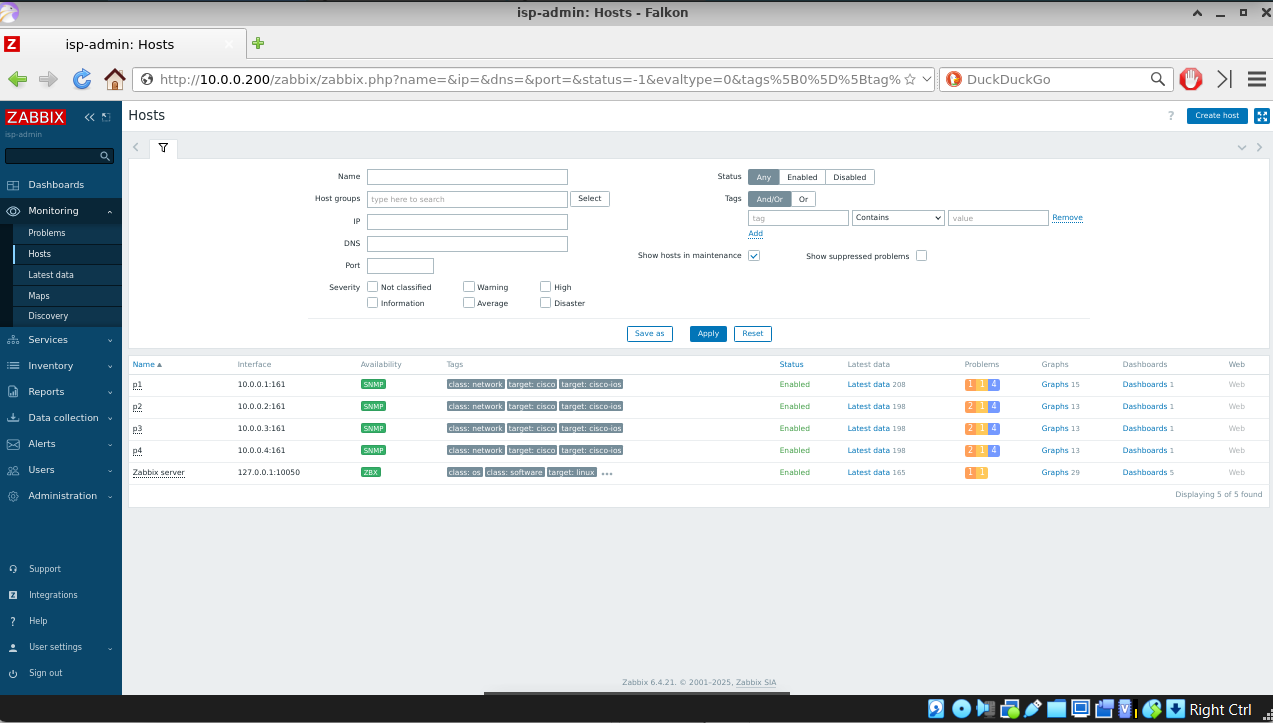 isp-admin: Hosts - Falkon
Z isp-admin: Hosts
http://10.0.0.200/zabbix/zabbix.php?name=&ip=&dns=&port=&status=-1&evaltype=0&tags%5B0%5D%5Btag% DuckDuckGo
ZABBIX
isp-admin
Dashboards
Monitoring
Problems
Hosts
Latest data
Maps
Discovery
Services
Inventory
Reports
Data collection
Alerts
Users
Administration
Support
Z Integrations
? Help
User settings
Sign out
Hosts ? Create host
Name
Host groups type here to search Select
IP
DNS
Port
Severity Not classified Warning High
Information Average Disaster
Status Any Enabled Disabled
Tags And/Or Or
tag Contains value Remove
Add
Show hosts in maintenance Show suppressed problems
Save as Apply Reset
Name Interface Availability Tags Status Latest data Problems Graphs Dashboards Web
p1 10.0.0.1:161 SNMP class: network target: cisco target: cisco-ios Enabled Latest data 208 1 1 4 Graphs 15 Dashboards 1 Web
p2 10.0.0.2:161 SNMP class: network target: cisco target: cisco-ios Enabled Latest data 198 2 1 4 Graphs 13 Dashboards 1 Web
p3 10.0.0.3:161 SNMP class: network target: cisco target: cisco-ios Enabled Latest data 198 2 1 4 Graphs 13 Dashboards 1 Web
p4 10.0.0.4:161 SNMP class: network target: cisco target: cisco-ios Enabled Latest data 198 2 1 4 Graphs 13 Dashboards 1 Web
Zabbix server 127.0.0.1:10050 ZBX class: os class: software target: linux ••• Enabled Latest data 165 1 1 Graphs 29 Dashboards 5 Web
Displaying 5 of 5 found
Zabbix 6.4.21. © 2001–2025, Zabbix SIA
Right Ctrl